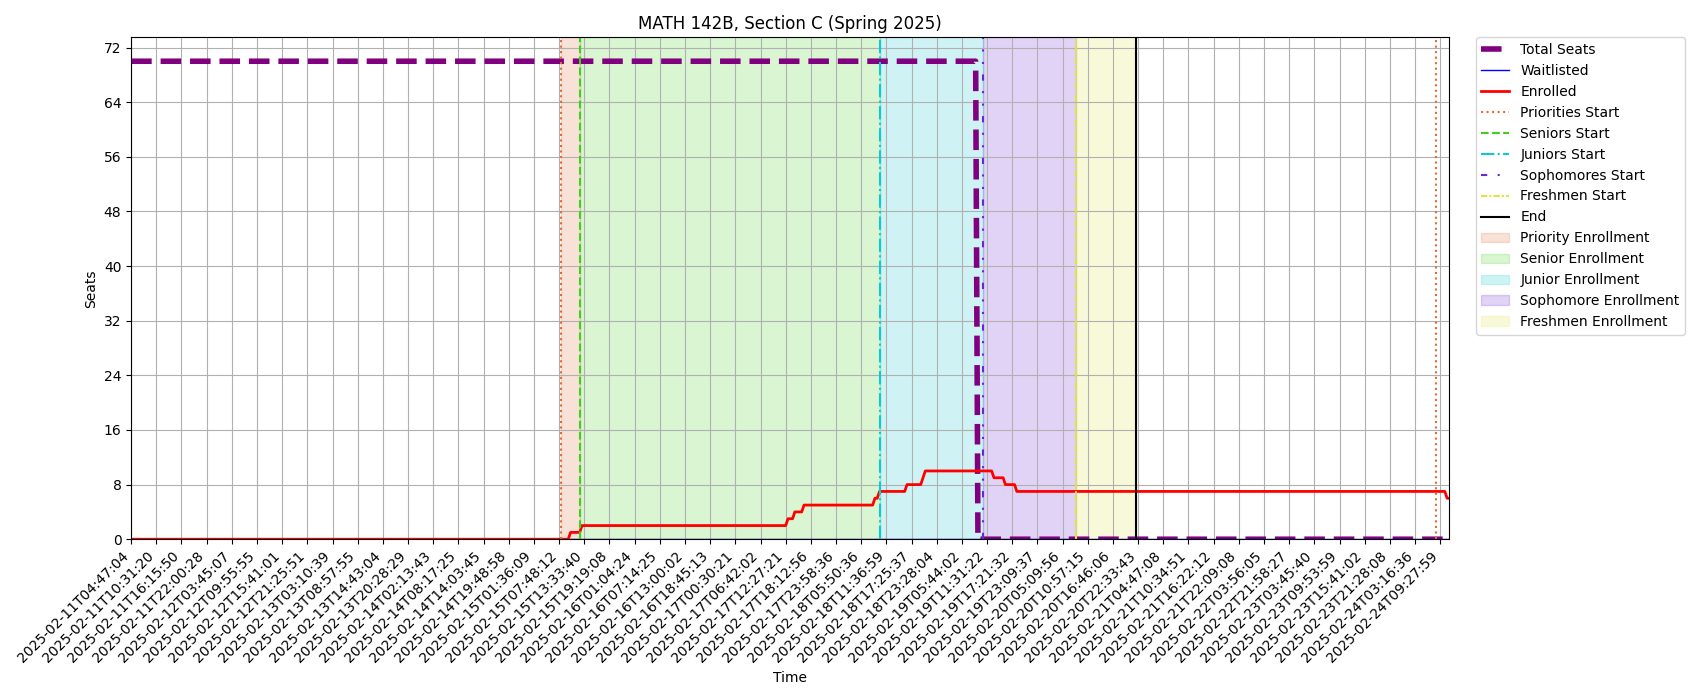 MATH 142B, Section C (Spring 2025)
72
64
56
48
40
32
24
16
8
0
Seats
2025-02-11T04:47:04
2025-02-11T10:31:20
2025-02-11T16:15:50
2025-02-11T22:00:28
2025-02-12T03:45:07
2025-02-12T09:55:55
2025-02-12T15:41:01
2025-02-12T21:25:51
2025-02-13T03:10:39
2025-02-13T08:57:55
2025-02-13T14:43:04
2025-02-13T20:28:29
2025-02-14T02:13:43
2025-02-14T08:17:25
2025-02-14T14:03:45
2025-02-14T19:48:58
2025-02-15T01:36:09
2025-02-15T07:48:12
2025-02-15T13:33:40
2025-02-15T19:19:08
2025-02-16T01:04:24
2025-02-16T07:14:25
2025-02-16T13:00:02
2025-02-16T18:45:13
2025-02-17T00:30:21
2025-02-17T06:42:02
2025-02-17T12:27:21
2025-02-17T18:12:56
2025-02-17T23:58:36
2025-02-18T05:50:36
2025-02-18T11:36:59
2025-02-18T17:25:37
2025-02-18T23:28:04
2025-02-19T05:44:02
2025-02-19T11:31:22
2025-02-19T17:21:32
2025-02-19T23:09:37
2025-02-20T05:09:56
2025-02-20T10:57:15
2025-02-20T16:46:06
2025-02-20T22:33:43
2025-02-21T04:47:08
2025-02-21T10:34:51
2025-02-21T16:22:12
2025-02-21T22:09:08
2025-02-22T03:56:05
2025-02-22T21:58:27
2025-02-23T03:45:40
2025-02-23T09:53:59
2025-02-23T15:41:02
2025-02-23T21:28:08
2025-02-24T03:16:36
2025-02-24T09:27:59
Time
Total Seats
Waitlisted
Enrolled
Priorities Start
Seniors Start
Juniors Start
Sophomores Start
Freshmen Start
End
Priority Enrollment
Senior Enrollment
Junior Enrollment
Sophomore Enrollment
Freshmen Enrollment